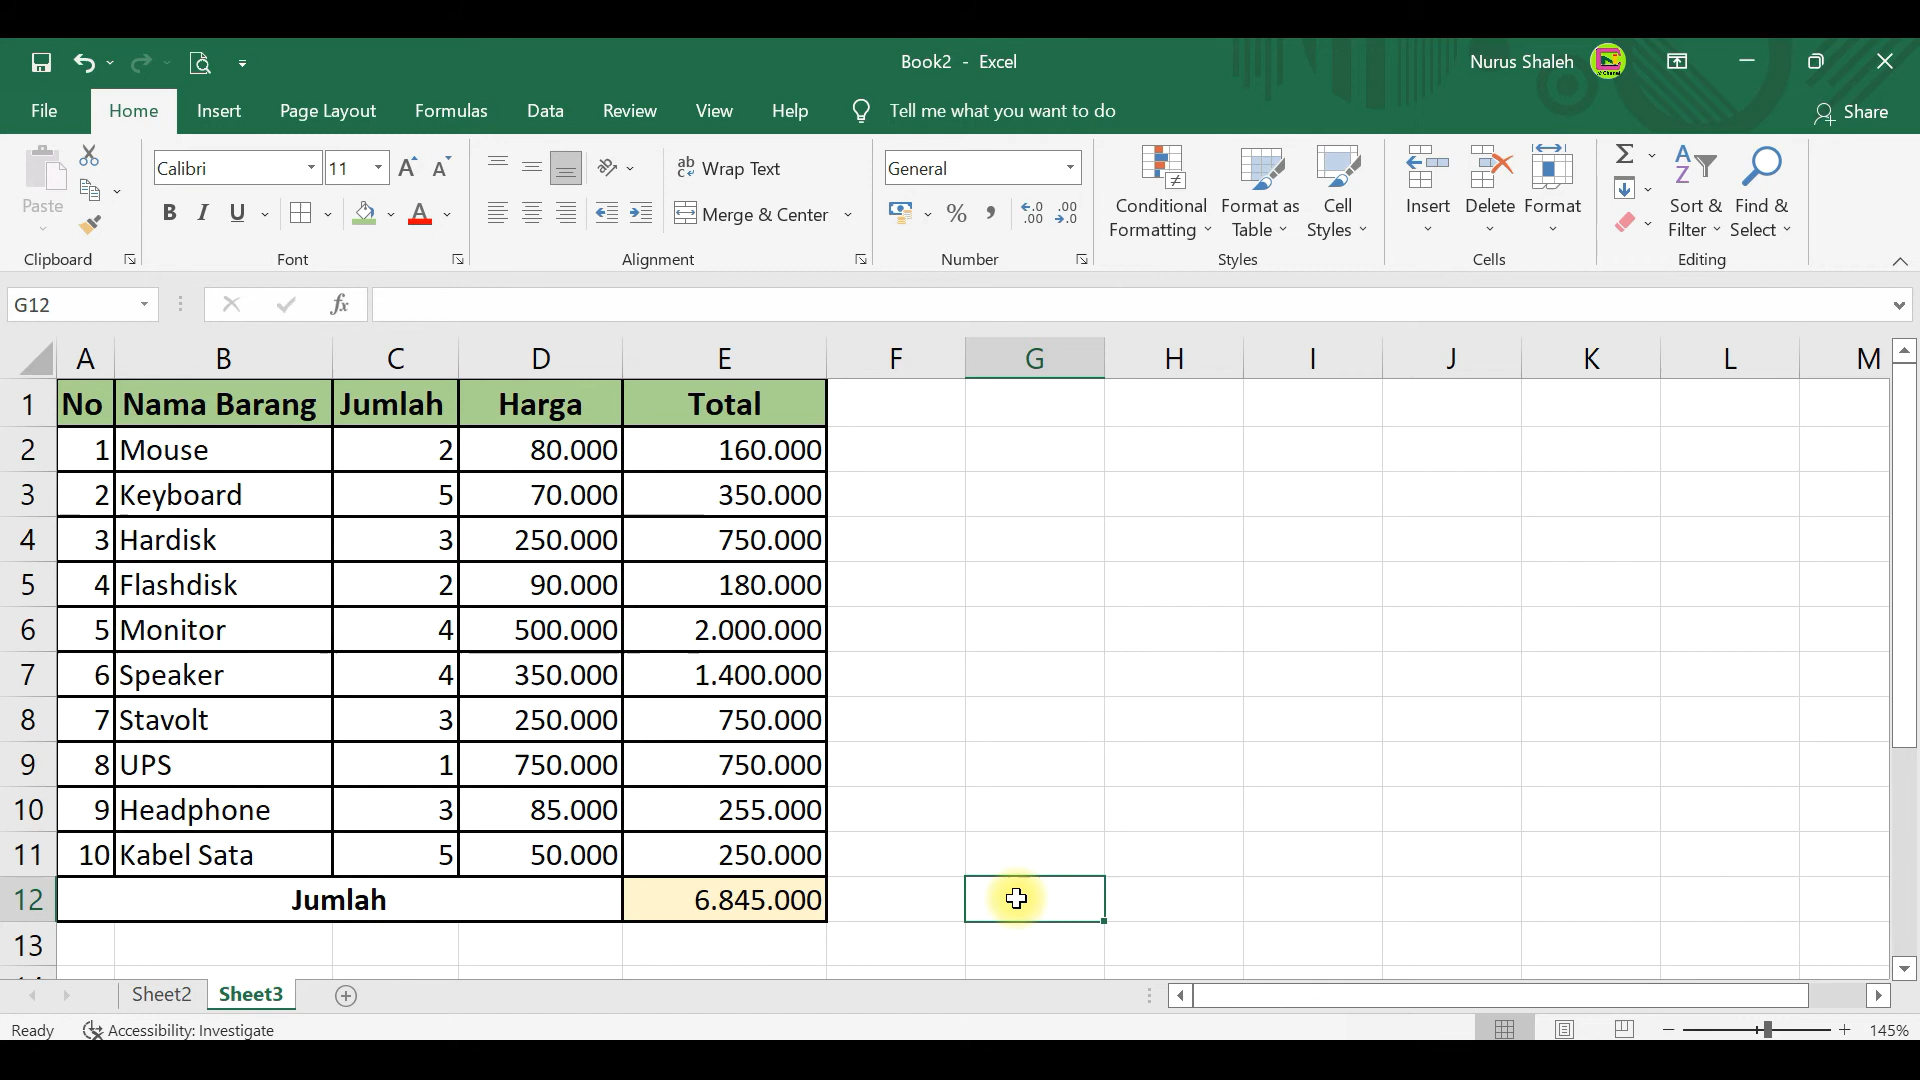 Book2 - Excel
Nurus Shaleh
File Home Insert Page Layout Formulas Data Review View Help Tell me what you want to do Share
Paste
Calibri 11
Wrap Text
Merge & Center
General
Conditional Formatting
Format as Table
Cell Styles
Insert Delete Format
Sort & Filter
Find & Select
Clipboard Font Alignment Number Styles Cells Editing
G12 fx
A B C D E F G H I J K L M
1 No Nama Barang Jumlah Harga Total
2 1 Mouse 2 80.000 160.000
3 2 Keyboard 5 70.000 350.000
4 3 Hardisk 3 250.000 750.000
5 4 Flashdisk 2 90.000 180.000
6 5 Monitor 4 500.000 2.000.000
7 6 Speaker 4 350.000 1.400.000
8 7 Stavolt 3 250.000 750.000
9 8 UPS 1 750.000 750.000
10 9 Headphone 3 85.000 255.000
11 10 Kabel Sata 5 50.000 250.000
12 Jumlah 6.845.000
13
Sheet2 Sheet3
Ready Accessibility: Investigate 145%